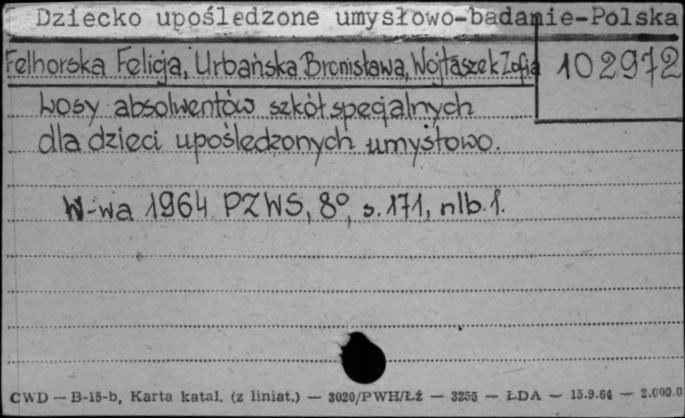 Dziecko upośledzone umysłowo-badanie-Polska
Felhorska Felicja, Urbańska Bronisława, Wojtaszek Zofia
102972
Losy absolwentów szkół specjalnych
dla dzieci upośledzonych umysłowo.
W-wa 1964 PZWS, 8°, s. 171, nlb. 1.
CWD — B-15-b, Karta katal. (z liniat.) — 3020/PWH/Łź — 3255 — ŁDA — 15.9.64 — 2.000.0